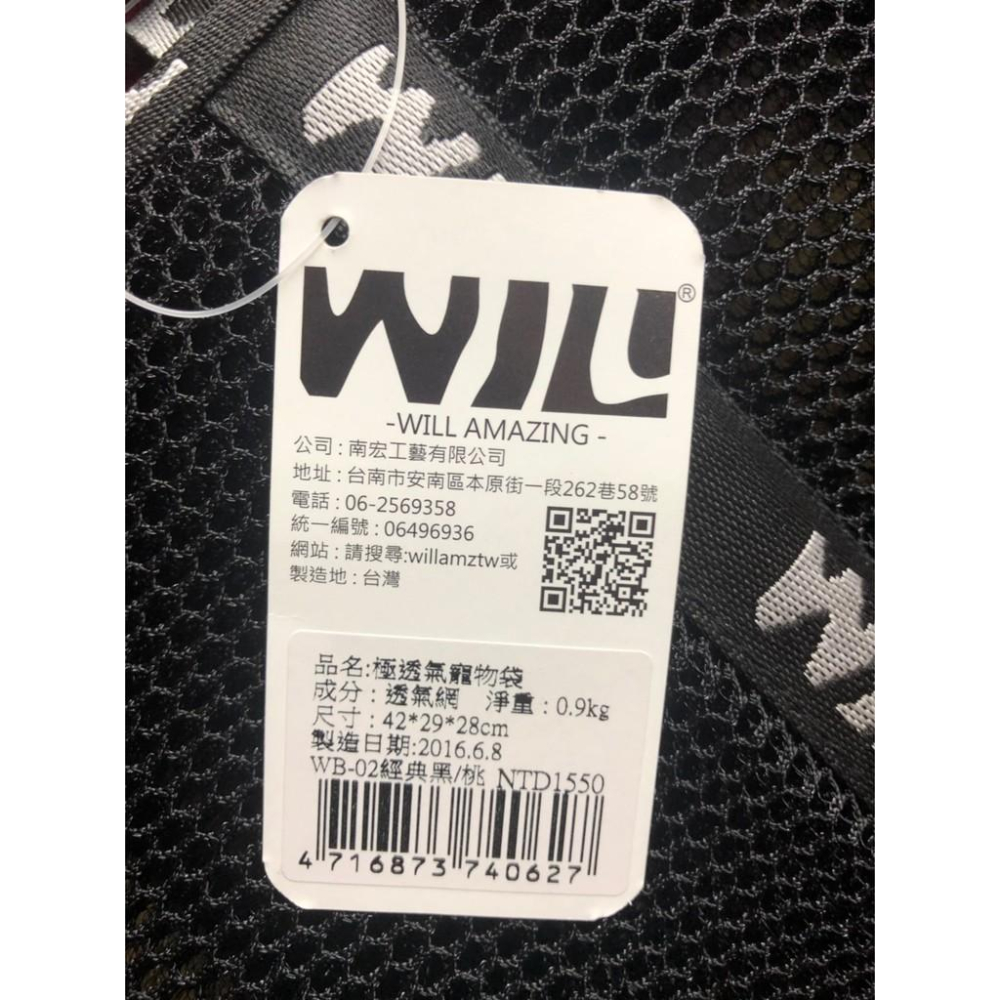 WILL®
-WILL AMAZING -
公司 : 南宏工藝有限公司
地址 : 台南市安南區本原街一段262巷58號
電話 : 06-2569358
統一編號 : 06496936
網站 : 請搜尋:willamztw或
製造地 : 台灣
品名:極透氣寵物袋
成分 : 透氣網 淨重 : 0.9kg
尺寸 : 42*29*28cm
製造日期:2016.6.8
WB-02經典黑/桃 NTD1550
4 716873 740627